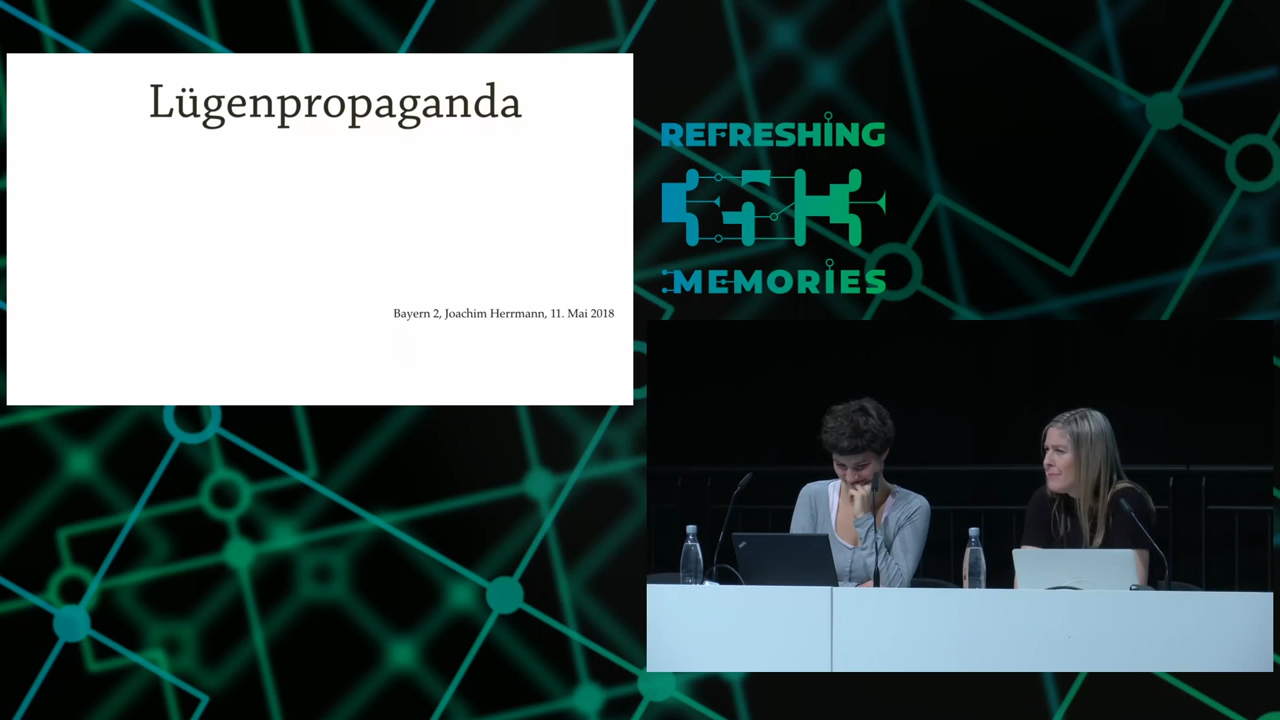 Lügenpropaganda
Bayern 2, Joachim Herrmann, 11. Mai 2018
REFRESHING
MEMORIES